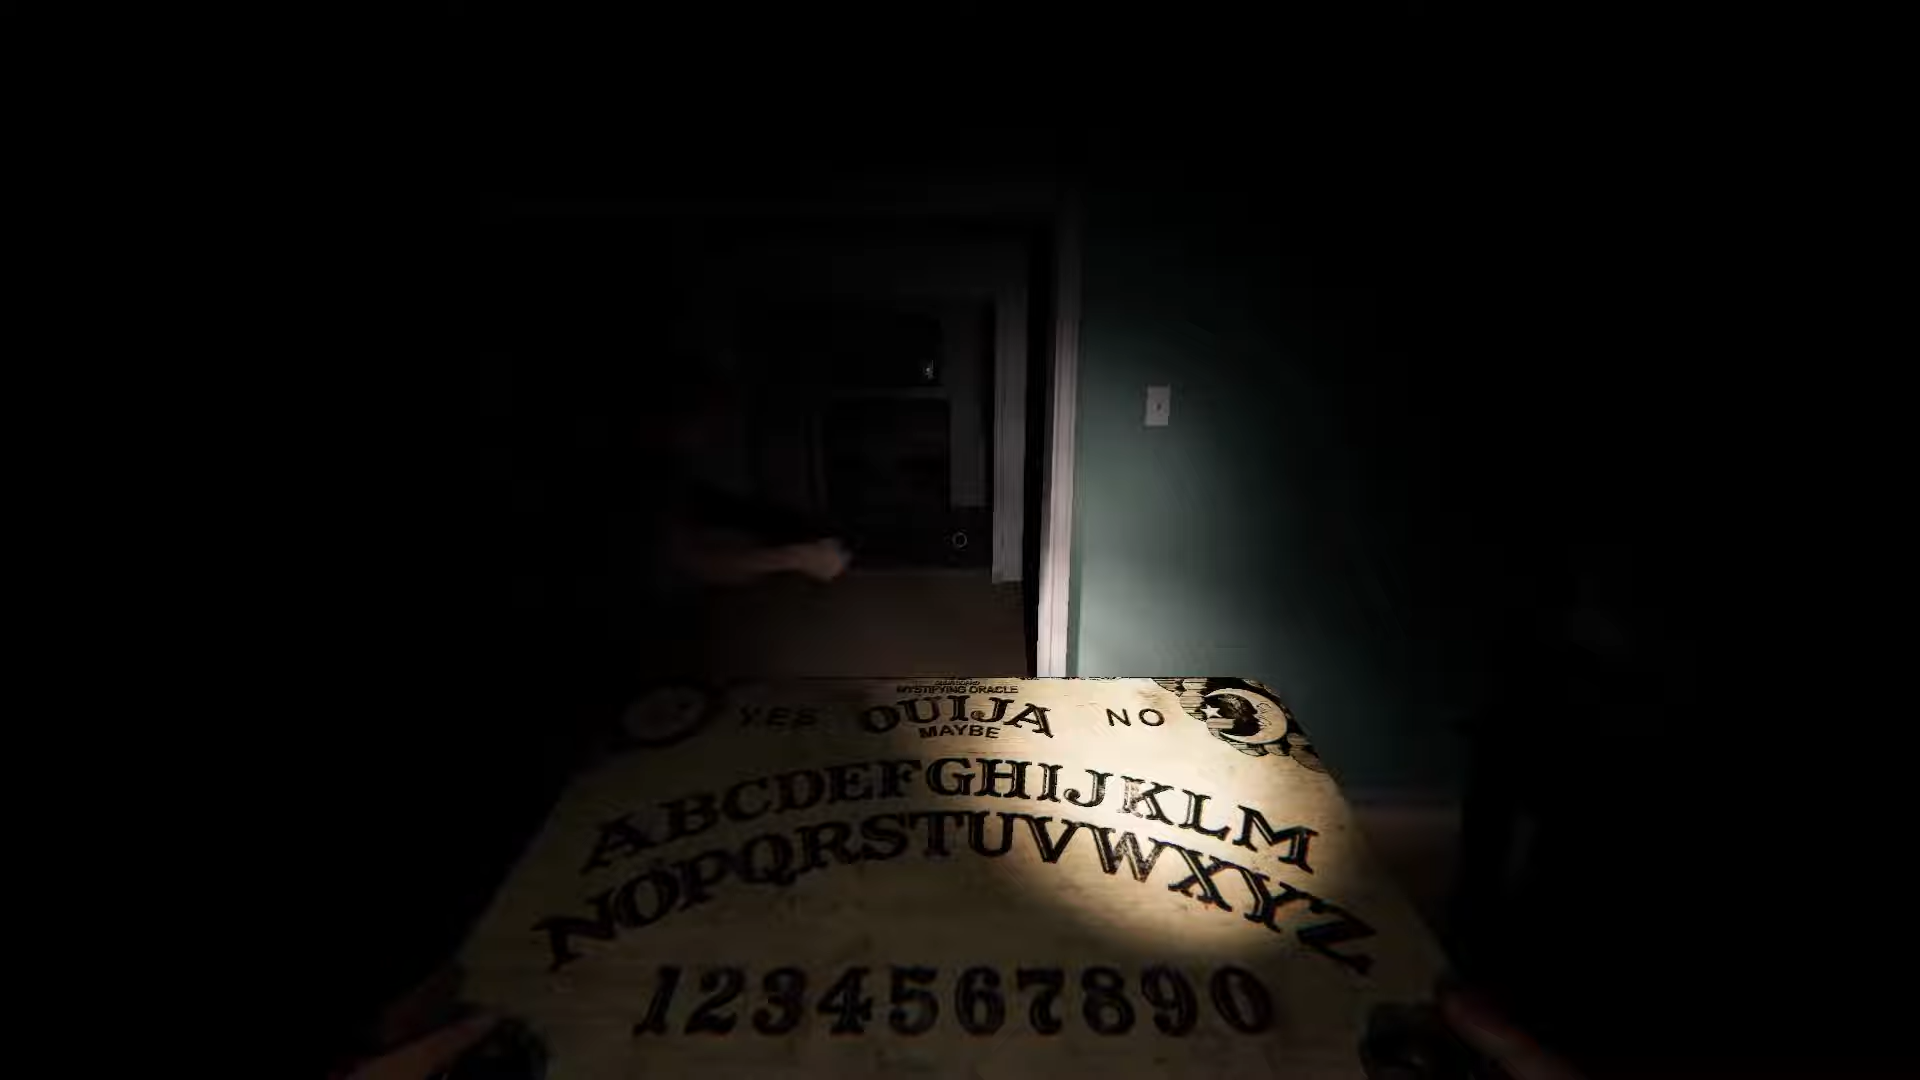 MYSTIFYING ORACLE
YES OUIJA NO
MAYBE
ABCDEFGHIJKLM
NOPQRSTUVWXYZ
1234567890